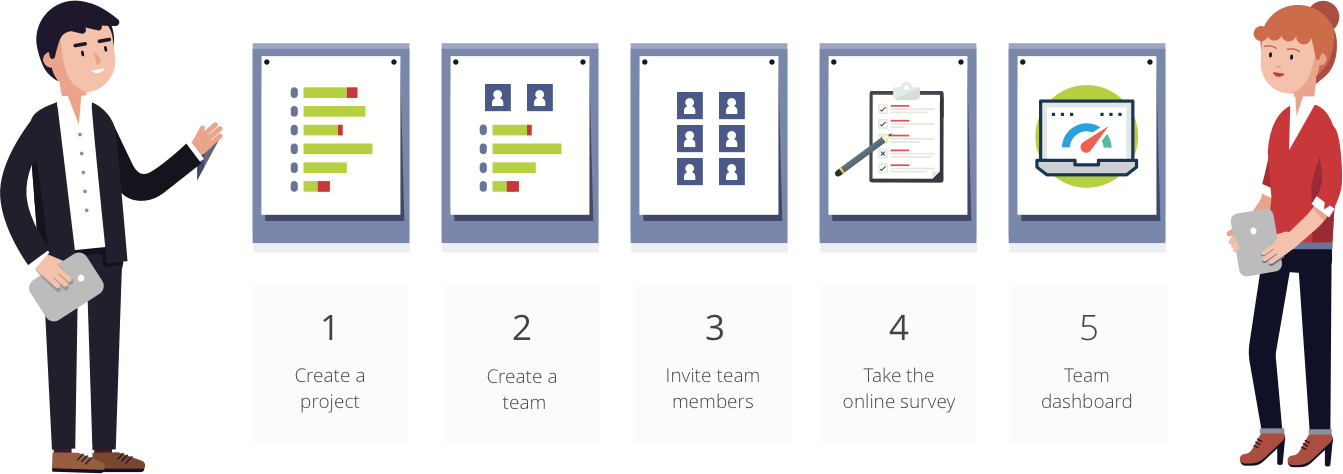 1
Create a
project
2
Create a
team
3
Invite team
members
4
Take the
online survey
5
Team
dashboard